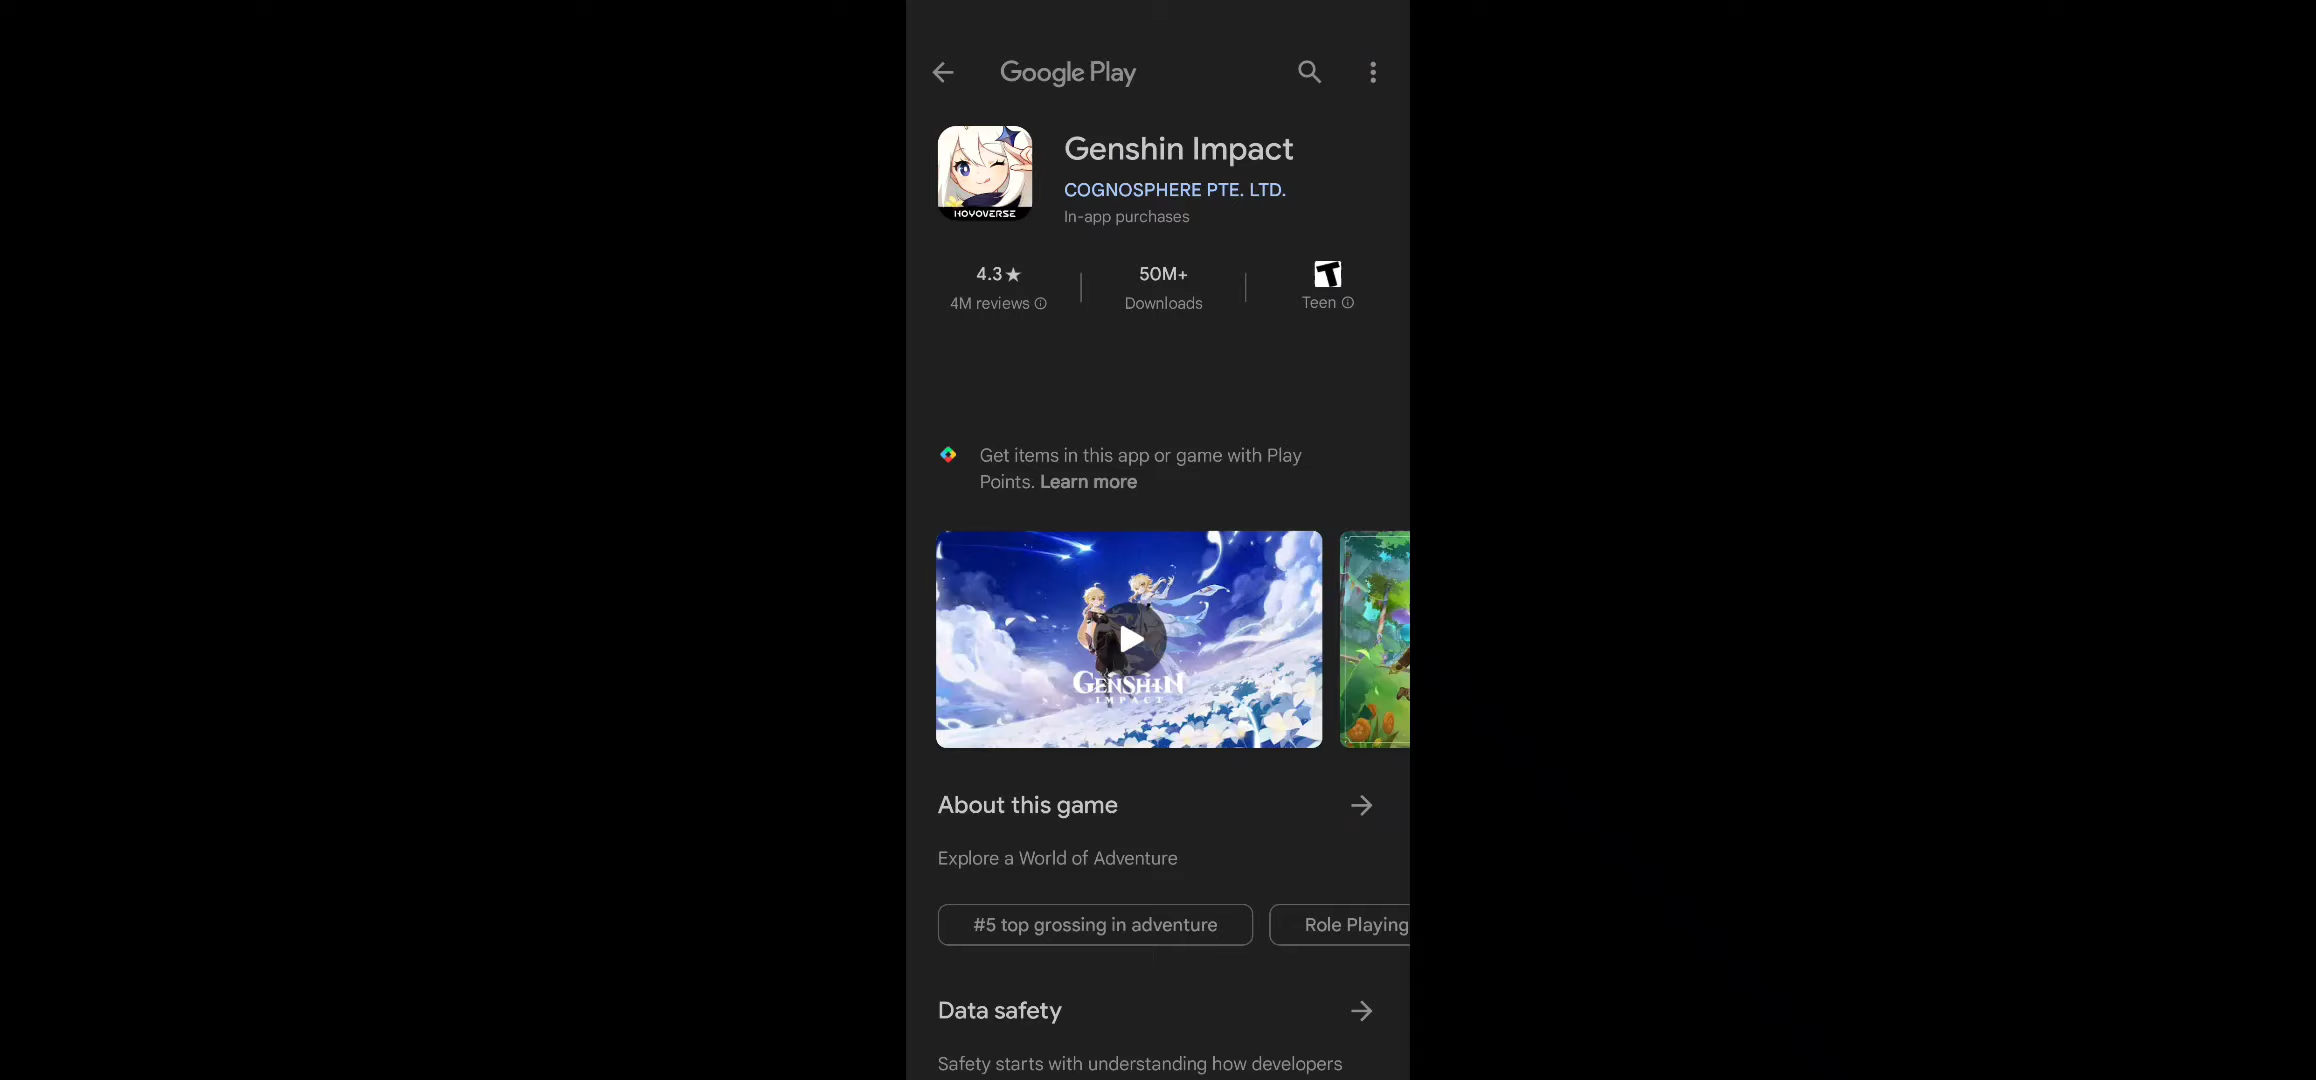 Google Play
Genshin Impact
COGNOSPHERE PTE. LTD.
In-app purchases
HOYOVERSE
4.3★
4M reviews
50M+
Downloads
T
Teen
Get items in this app or game with Play
Points. Learn more
GENSHIN
IMPACT
About this game
Explore a World of Adventure
#5 top grossing in adventure
Role Playing
Data safety
Safety starts with understanding how developers